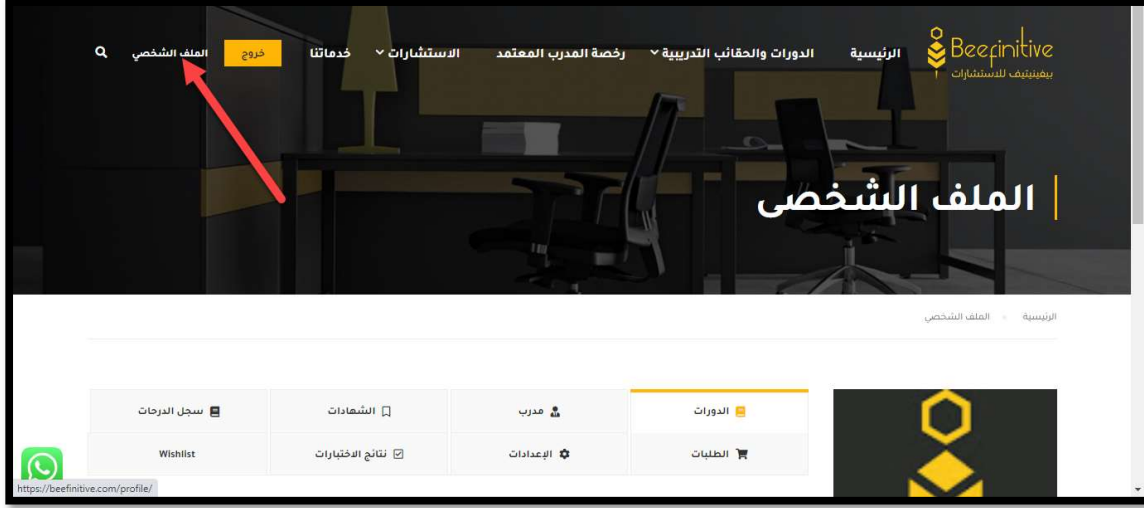 Beefinitive
بيفينيتيف للاستشارات
الرئيسية
الدورات والحقائب التدريبية
رخصة المدرب المعتمد
الاستشارات
خدماتنا
خروج
الملف الشخصي
الملف الشخصي
الرئيسية
الملف الشخصي
الدورات
مدرب
الشهادات
سجل الدرجات
الطلبات
الإعدادات
نتائج الاختبارات
Wishlist
https://beefinitive.com/profile/